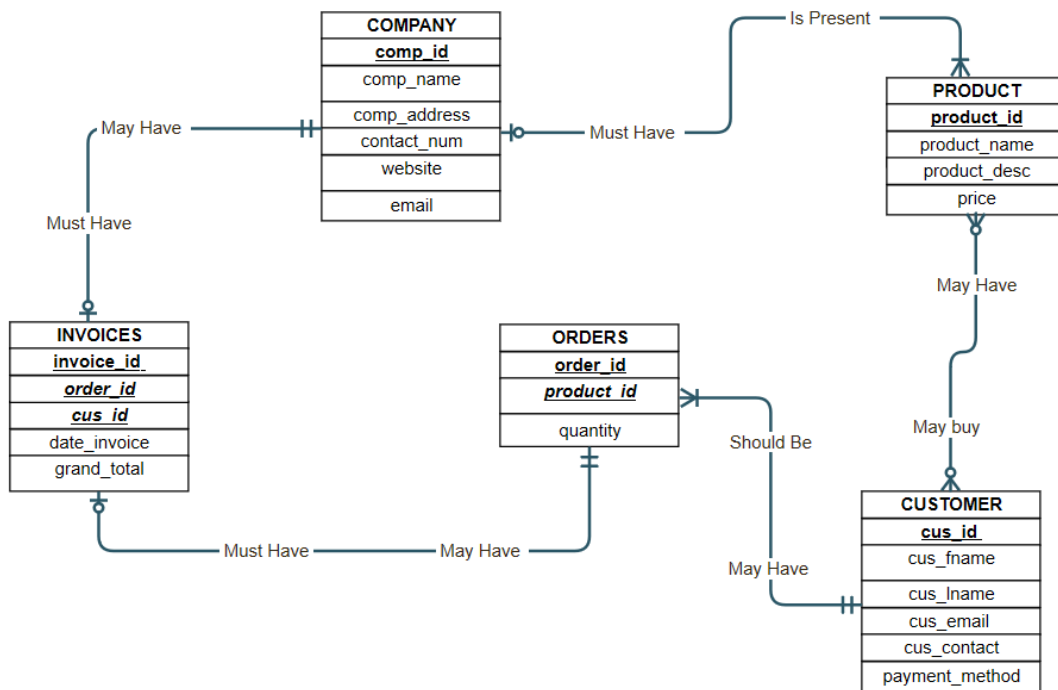 COMPANY
comp_id
comp_name
comp_address
contact_num
website
email
Is Present
Must Have
PRODUCT
product_id
product_name
product_desc
price
May Have
Must Have
INVOICES
invoice_id
order_id
cus_id
date_invoice
grand_total
ORDERS
order_id
product_id
quantity
May Have
May buy
Should Be
May Have
Must Have
May Have
CUSTOMER
cus_id
cus_fname
cus_lname
cus_email
cus_contact
payment_method